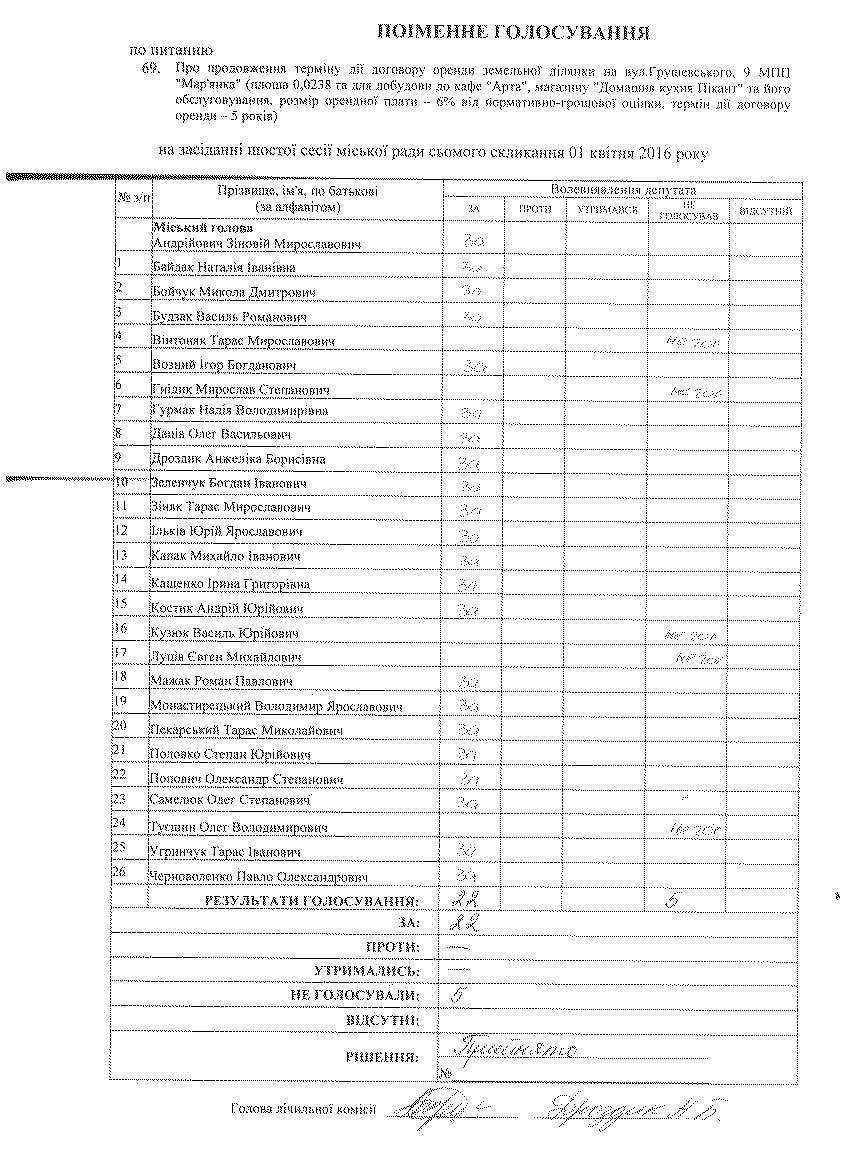 ПОІМЕННЕ ГОЛОСУВАННЯ
по питанню
69. Про продовження терміну дії договору оренди земельної ділянки на вул.Грушевського, 9 МПП
"Мар'янка" (площа 0,0238 га для добудови до кафе "Арта", магазину "Домашня кухня Пікант" та його
обслуговування, розмір орендної плати – 6% від нормативно-грошової оцінки, термін дії договору
оренди – 5 років)
на засіданні шостої сесії міської ради сьомого скликання 01 квітня 2016 року
№ з/п Прізвище, ім'я, по батькові Волевиявлення депутата
(за алфавітом) ЗА ПРОТИ УТРИМАВСЯ НЕ ГОЛОСУВАВ ВІДСУТНІЙ
Міський голова
Андрійович Зіновій Мирославович за
1 Байдак Наталія Іванівна за
2 Бойчук Микола Дмитрович за
3 Будзак Василь Романович за
4 Вінтоняк Тарас Мирославович не гол
5 Возний Ігор Богданович за
6 Гнідик Мирослав Степанович не гол
7 Гурмак Надія Володимирівна за
8 Даців Олег Васильович за
9 Дроздик Анжеліка Борисівна за
10 Зеленчук Богдан Іванович за
11 Зіняк Тарас Мирославович за
12 Ільків Юрій Ярославович за
13 Капак Михайло Іванович за
14 Кащенко Ірина Григорівна за
15 Костик Андрій Юрійович за
16 Кузюк Василь Юрійович не гол
17 Лупів Євген Михайлович не гол
18 Мажак Роман Павлович за
19 Монастирецький Володимир Ярославович за
20 Пекарський Тарас Миколайович за
21 Половко Степан Юрійович за
22 Попович Олександр Степанович за
23 Самелюк Олег Степанович за
24 Тугшин Олег Володимирович не гол
25 Угринчук Тарас Іванович за
26 Черноволенко Павло Олександрович за
РЕЗУЛЬТАТИ ГОЛОСУВАННЯ: 22 5
ЗА: 22
ПРОТИ: —
УТРИМАЛИСЬ: —
НЕ ГОЛОСУВАЛИ: 5
ВІДСУТНІ:
РІШЕННЯ: Прийнято
№
Голова лічильної комісії Дроздик А. Б.